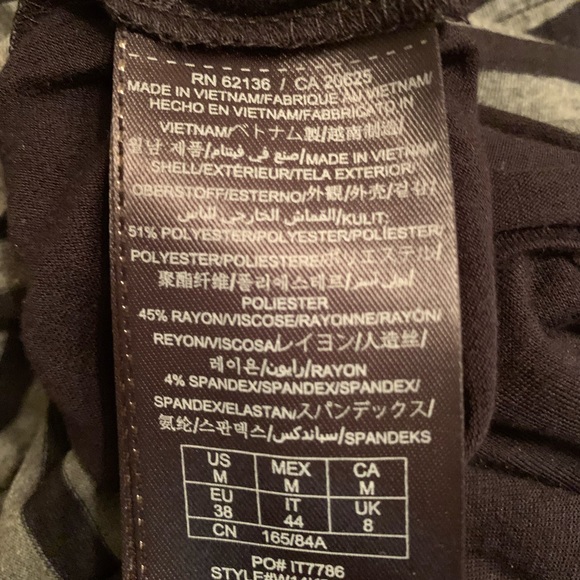 RN 62136 / CA 20625
MADE IN VIETNAM/FABRIQUE AU VIETNAM/
HECHO EN VIETNAM/FABBRICATO IN
VIETNAM/ベトナム製/越南制造/
월남 제품/صنع في فيتنام/MADE IN VIETNAM
SHELL/EXTÉRIEUR/TELA EXTERIOR/
OBERSTOFF/ESTERNO/外観/外壳/겉감/
القماش الخارجي للباس/KULIT:
51% POLYESTER/POLYESTER/POLIÉSTER/
POLYESTER/POLIESTERE/ポリエステル/
聚酯纤维/폴리에스테르/بولي أستر/
POLIESTER
45% RAYON/VISCOSE/RAYONNE/RAYÓN/
REYON/VISCOSA/レイヨン/人造丝/
레이온/رايون/RAYON
4% SPANDEX/SPANDEX/SPANDEX/
SPANDEX/ELASTAN/スパンデックス/
氨纶/스판덱스/سباندكس/SPANDEKS
US M MEX M CA M
EU 38 IT 44 UK 8
CN 165/84A
PO# IT7786